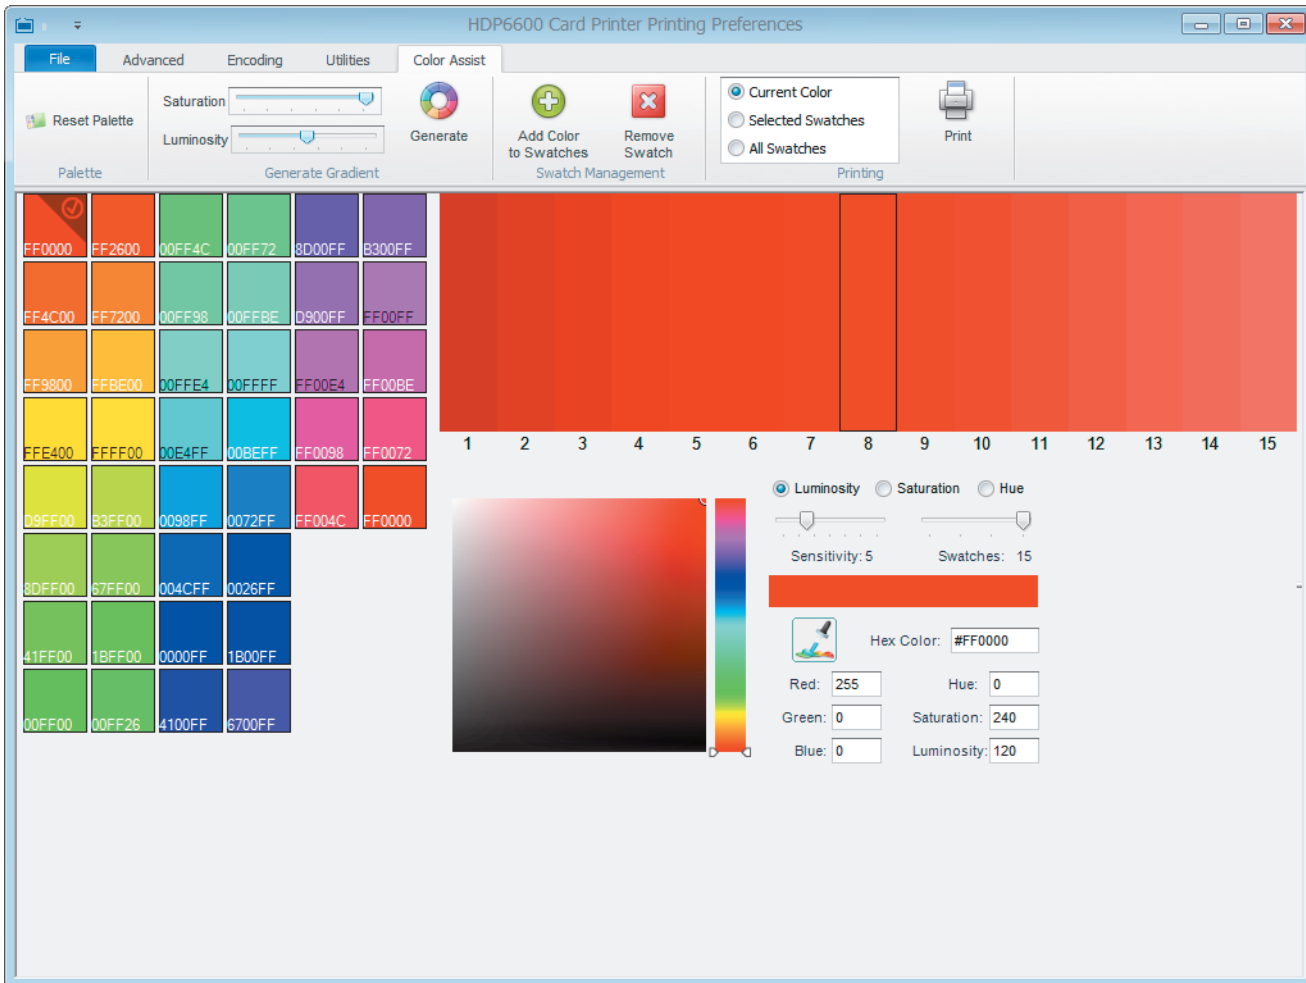 HDP6600 Card Printer Printing Preferences
File Advanced Encoding Utilities Color Assist
Reset Palette
Palette
Saturation
Luminosity
Generate
Generate Gradient
Add Color
to Swatches
Remove
Swatch
Swatch Management
Current Color
Selected Swatches
All Swatches
Print
Printing
FF0000 FF2600 00FF4C 00FF72 8D00FF B300FF
FF4C00 FF7200 00FF98 00FFBE D900FF FF00FF
FF9800 FFBE00 00FFE4 00FFFF FF00E4 FF00BE
FFE400 FFFF00 00E4FF 00BEFF FF0098 FF0072
D9FF00 B3FF00 0098FF 0072FF FF004C FF0000
8DFF00 67FF00 004CFF 0026FF
41FF00 1BFF00 0000FF 1B00FF
00FF00 00FF26 4100FF 6700FF
1 2 3 4 5 6 7 8 9 10 11 12 13 14 15
Luminosity Saturation Hue
Sensitivity: 5 Swatches: 15
Hex Color: #FF0000
Red: 255 Hue: 0
Green: 0 Saturation: 240
Blue: 0 Luminosity: 120